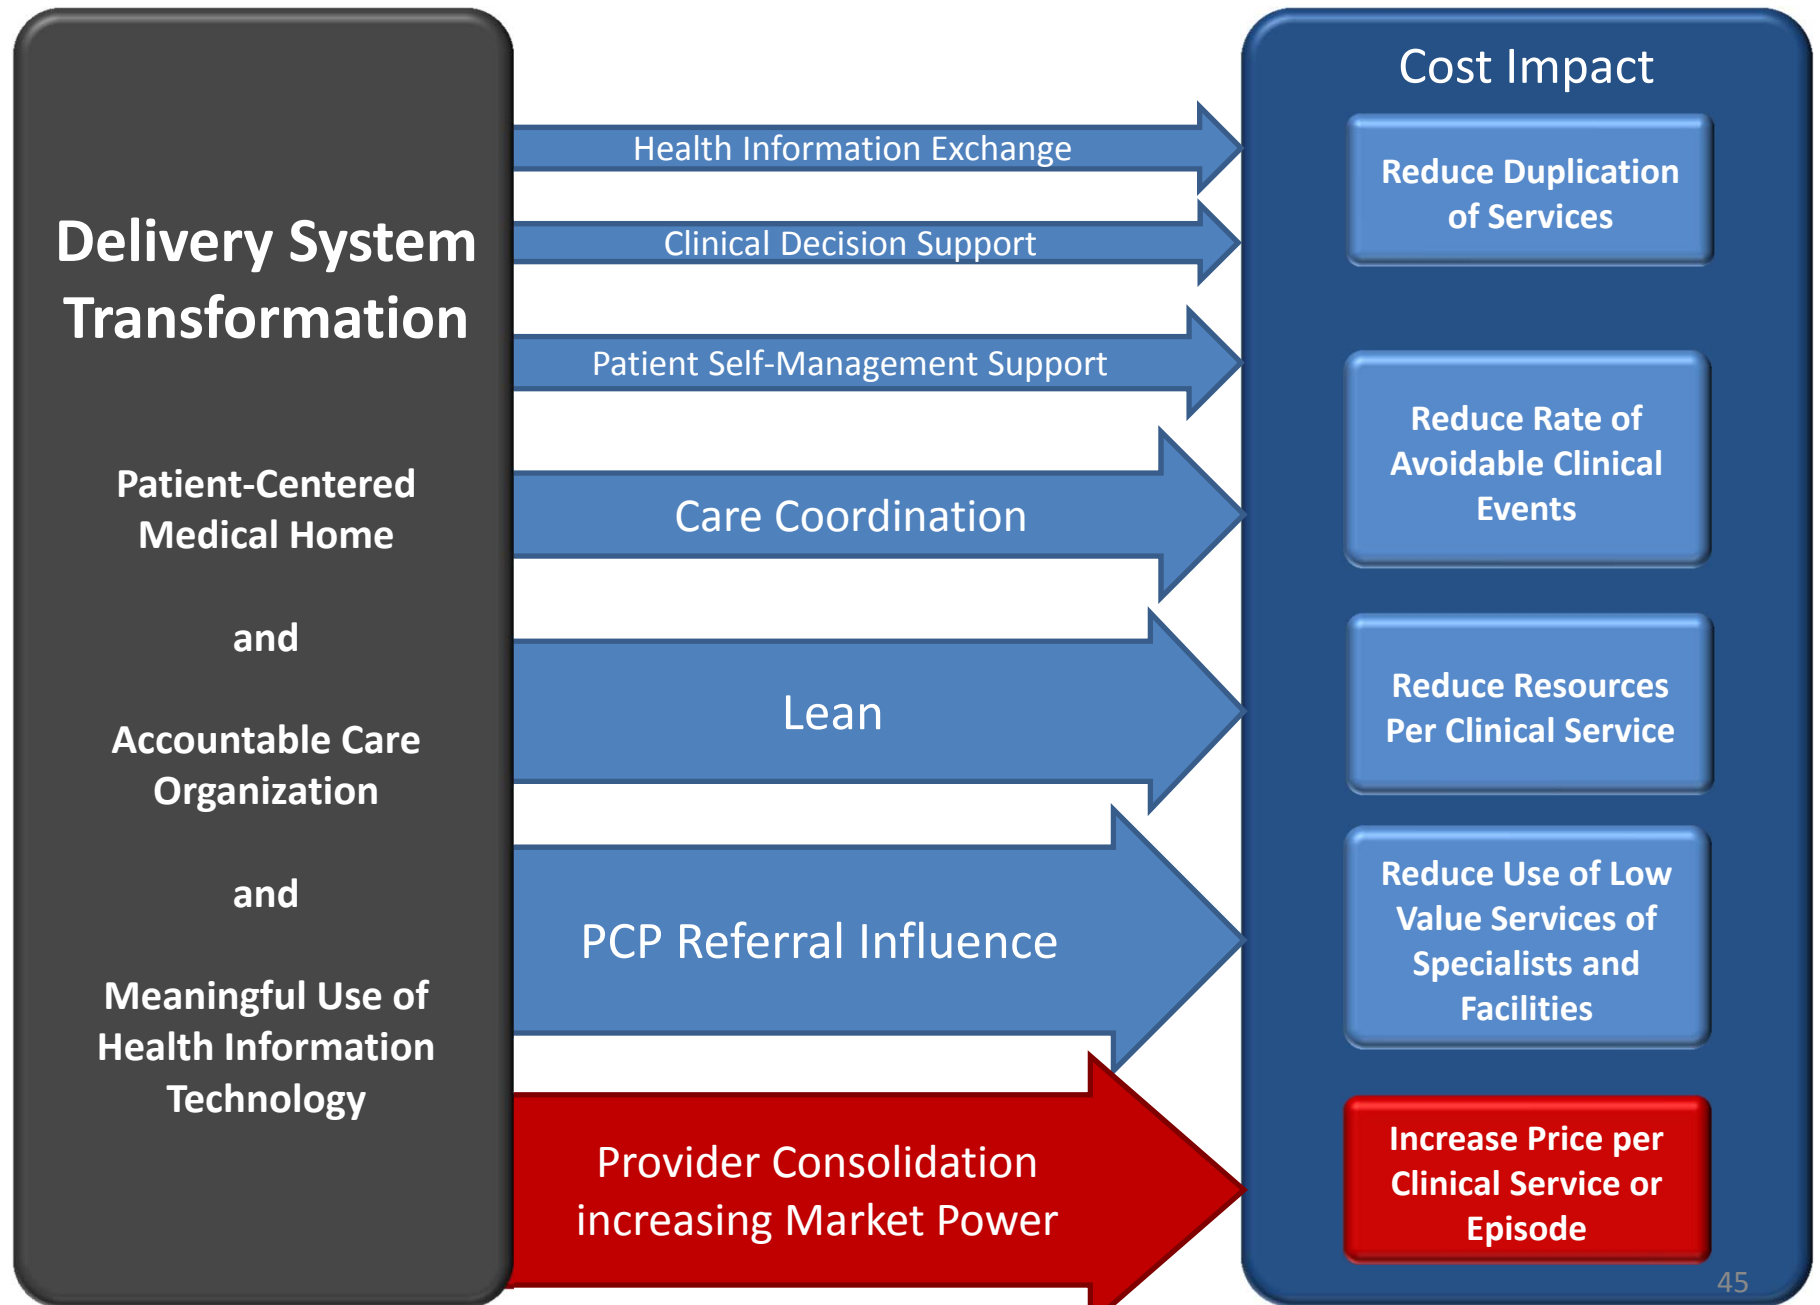 Delivery System
Transformation
Patient-Centered
Medical Home
and
Accountable Care
Organization
and
Meaningful Use of
Health Information
Technology
Health Information Exchange
Clinical Decision Support
Patient Self-Management Support
Care Coordination
Lean
PCP Referral Influence
Provider Consolidation
increasing Market Power
Cost Impact
Reduce Duplication
of Services
Reduce Rate of
Avoidable Clinical
Events
Reduce Resources
Per Clinical Service
Reduce Use of Low
Value Services of
Specialists and
Facilities
Increase Price per
Clinical Service or
Episode
45